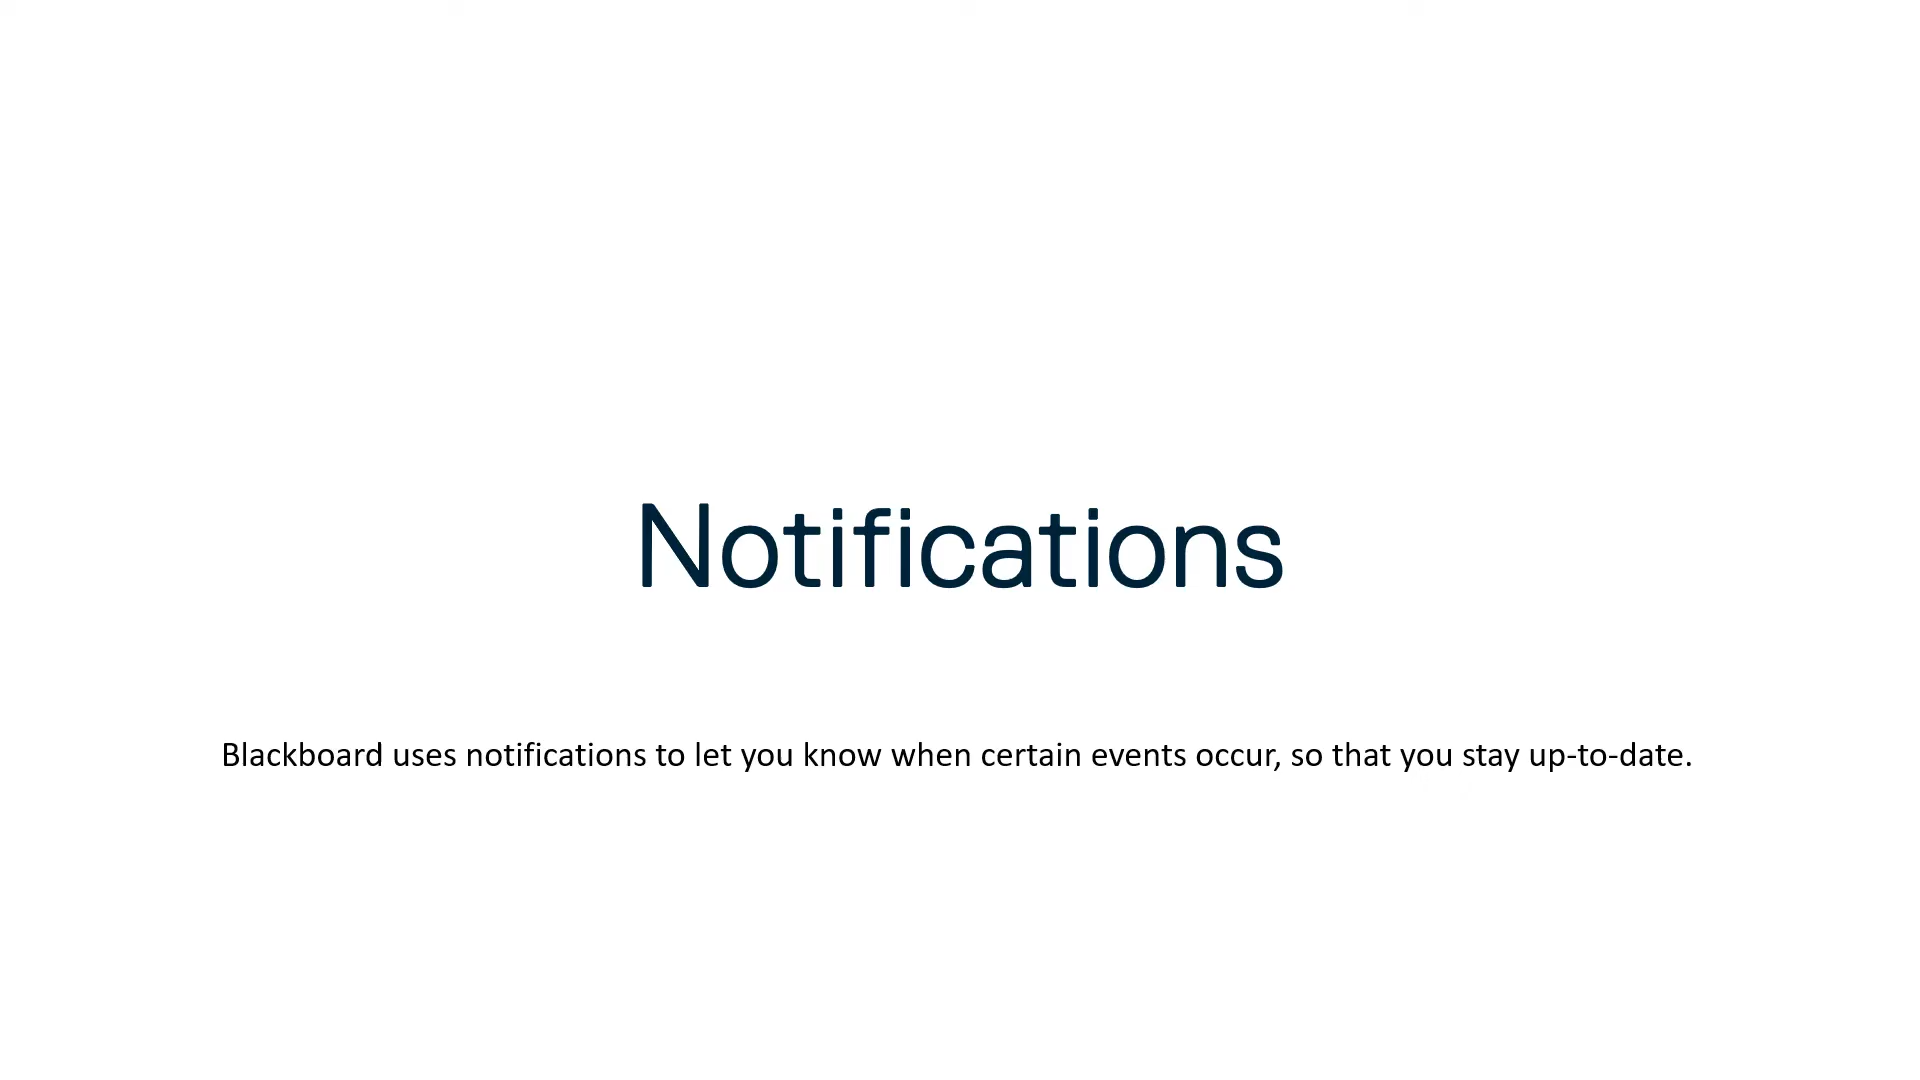 Notifications
Blackboard uses notifications to let you know when certain events occur, so that you stay up-to-date.